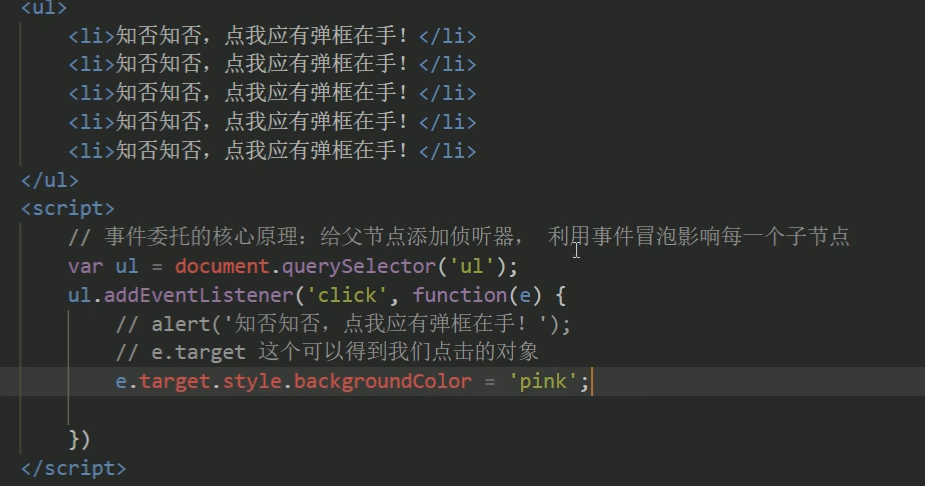 <ul>
<li>知否知否，点我应有弹框在手！</li>
<li>知否知否，点我应有弹框在手！</li>
<li>知否知否，点我应有弹框在手！</li>
<li>知否知否，点我应有弹框在手！</li>
<li>知否知否，点我应有弹框在手！</li>
</ul>
<script>
// 事件委托的核心原理：给父节点添加侦听器， 利用事件冒泡影响每一个子节点
var ul = document.querySelector('ul');
ul.addEventListener('click', function(e) {
// alert('知否知否，点我应有弹框在手！');
// e.target 这个可以得到我们点击的对象
e.target.style.backgroundColor = 'pink';
})
</script>